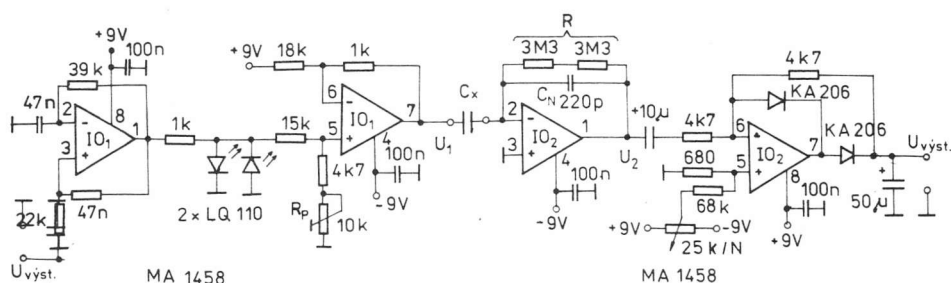 +9V
100n
39k
47n
2
8
IO₁
1
3
47n
22k
Uvýst.
1k
2 x LQ 110
+9V
18k
1k
6
IO₁
7
15k
5
4
4k7
100n
-9V
Rp
10k
MA 1458
U₁
Cx
R
3M3
3M3
CN 220p
2
IO₂
1
3
4
100n
-9V
U₂
+10μ
4k7
4k7
KA 206
6
IO₂
7
KA 206
5
8
680
68k
100n
+9V
+9V
-9V
25k/N
+
50μ
Uvýst.
MA 1458